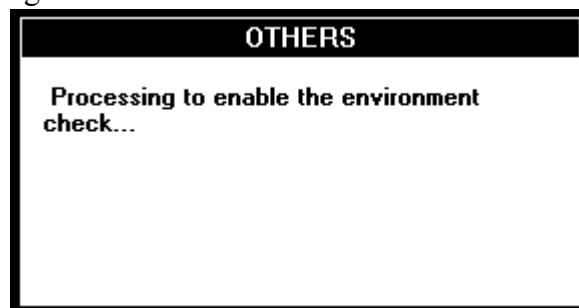 OTHERS
Processing to enable the environment
check...